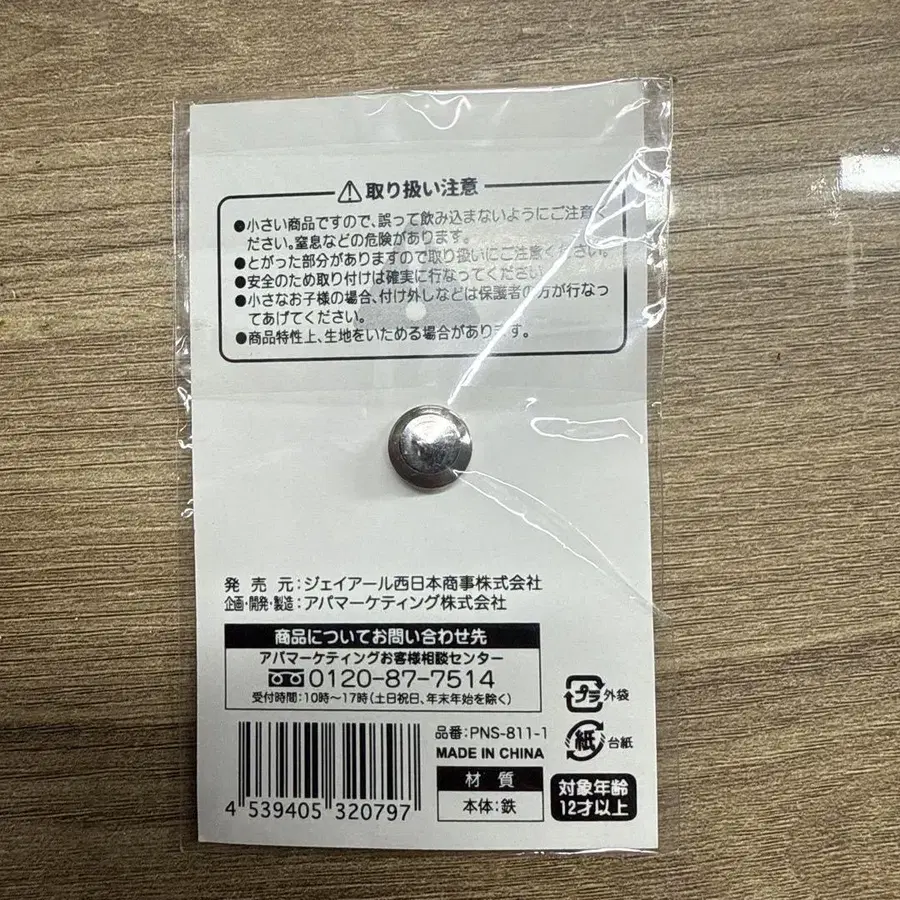 ⚠取り扱い注意
●小さい商品ですので、誤って飲み込まないようにご注意く
ださい。窒息などの危険があります。
●とがった部分がありますので取り扱いにご注意ください。
●安全のため取り付けは確実に行なってください
●小さなお子様の場合、付け外しなどは保護者の方が行なっ
てあげてください。
●商品特性上、生地をいためる場合があります。
発売元:ジェイアール西日本商事株式会社
企画・開発・製造:アパマーケティング株式会社
商品についてお問い合わせ先
アパマーケティングお客様相談センター
0120-87-7514
受付時間:10時～17時(土日祝日、年末年始を除く)
プラ 外袋
紙 台紙
品番:PNS-811-1
MADE IN CHINA
材質
本体:鉄
対象年齢
12才以上
4 539405 320797